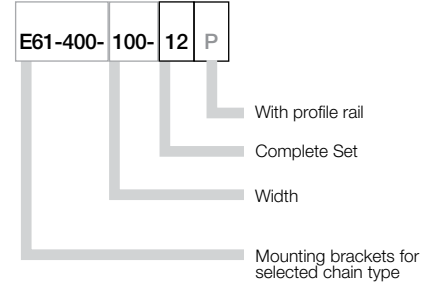 E61-400- 100- 12 P
With profile rail
Complete Set
Width
Mounting brackets for
selected chain type